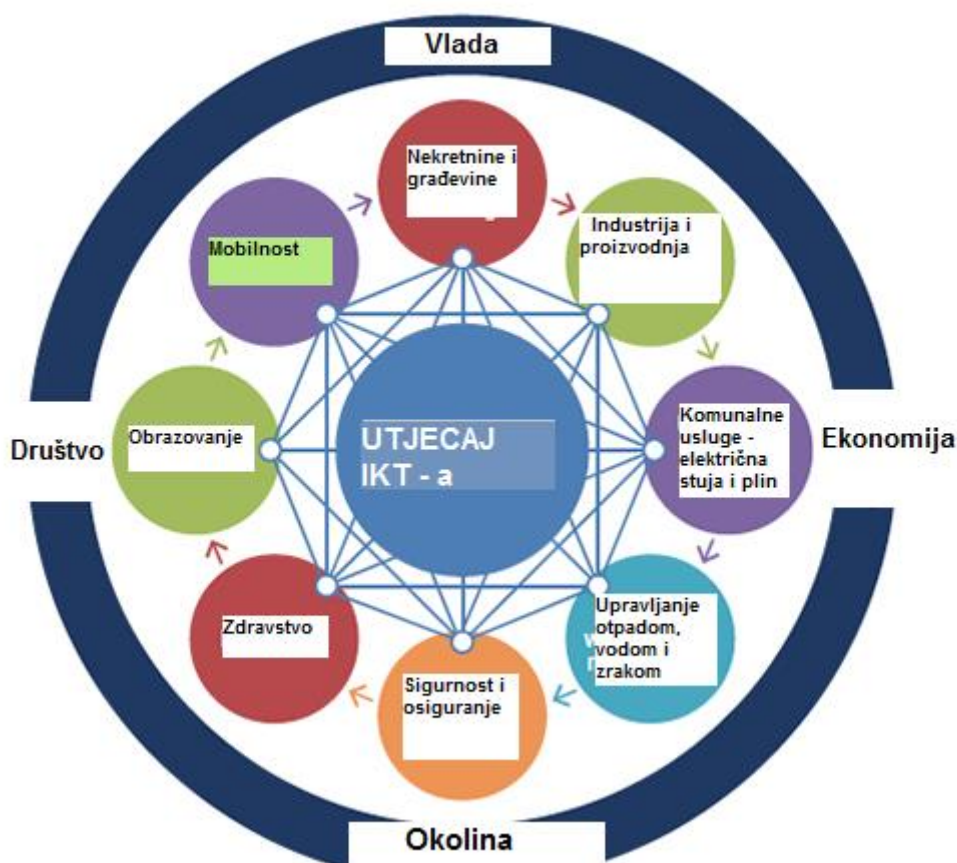 Vlada
Nekretnine i
građevine
Industrija i
proizvodnja
Mobilnost
Komunalne
usluge -
električna
stuja i plin
Ekonomija
Društvo
Obrazovanje
UTJECAJ
IKT - a
Upravljanje
otpadom,
vodom i
zrakom
Zdravstvo
Sigurnost i
osiguranje
Okolina